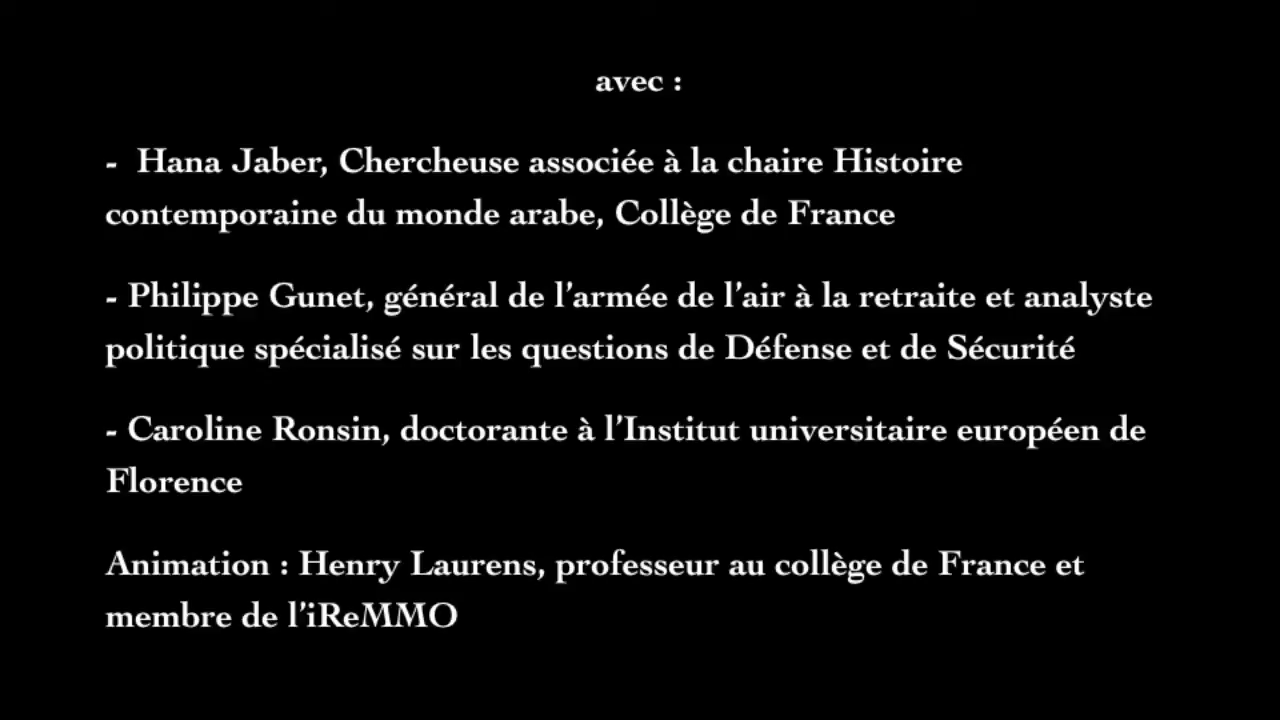 avec :
- Hana Jaber, Chercheuse associée à la chaire Histoire
contemporaine du monde arabe, Collège de France
- Philippe Gunet, général de l’armée de l’air à la retraite et analyste
politique spécialisé sur les questions de Défense et de Sécurité
- Caroline Ronsin, doctorante à l’Institut universitaire européen de
Florence
Animation : Henry Laurens, professeur au collège de France et
membre de l’iReMMO